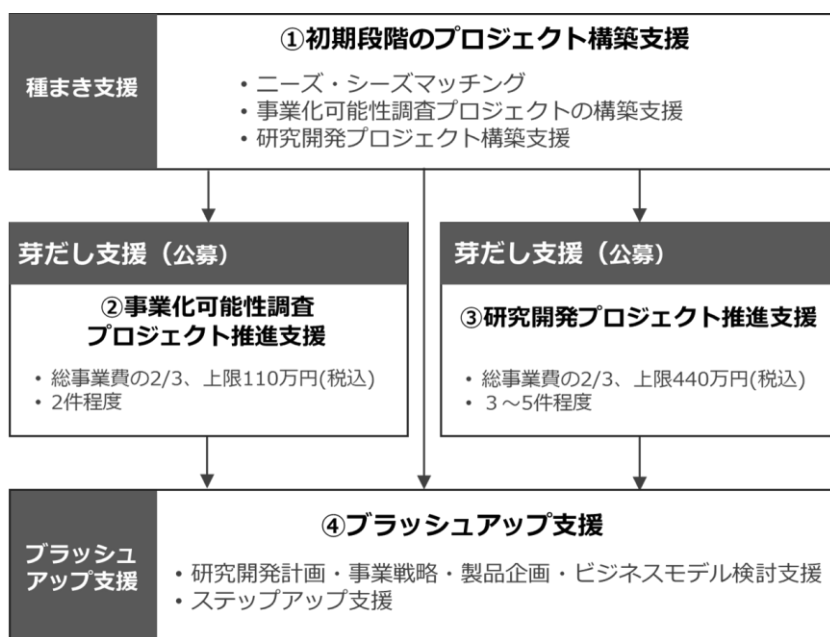 種まき支援
①初期段階のプロジェクト構築支援
・ニーズ・シーズマッチング
・事業化可能性調査プロジェクトの構築支援
・研究開発プロジェクト構築支援
芽だし支援（公募）
②事業化可能性調査
プロジェクト推進支援
・総事業費の2/3、上限110万円(税込)
・2件程度
芽だし支援（公募）
③研究開発プロジェクト推進支援
・総事業費の2/3、上限440万円(税込)
・３～5件程度
ブラッシュ
アップ支援
④ブラッシュアップ支援
・研究開発計画・事業戦略・製品企画・ビジネスモデル検討支援
・ステップアップ支援